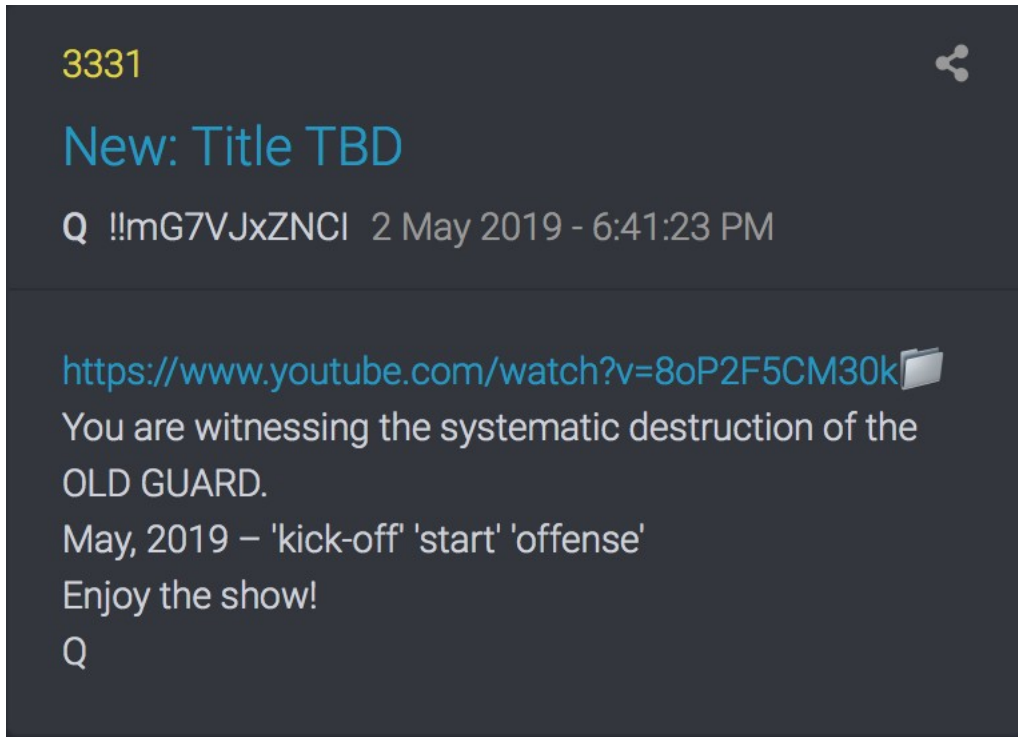 3331
New: Title TBD
Q !!mG7VJxZNCI 2 May 2019 - 6:41:23 PM
https://www.youtube.com/watch?v=8oP2F5CM30k
You are witnessing the systematic destruction of the
OLD GUARD.
May, 2019 – 'kick-off' 'start' 'offense'
Enjoy the show!
Q